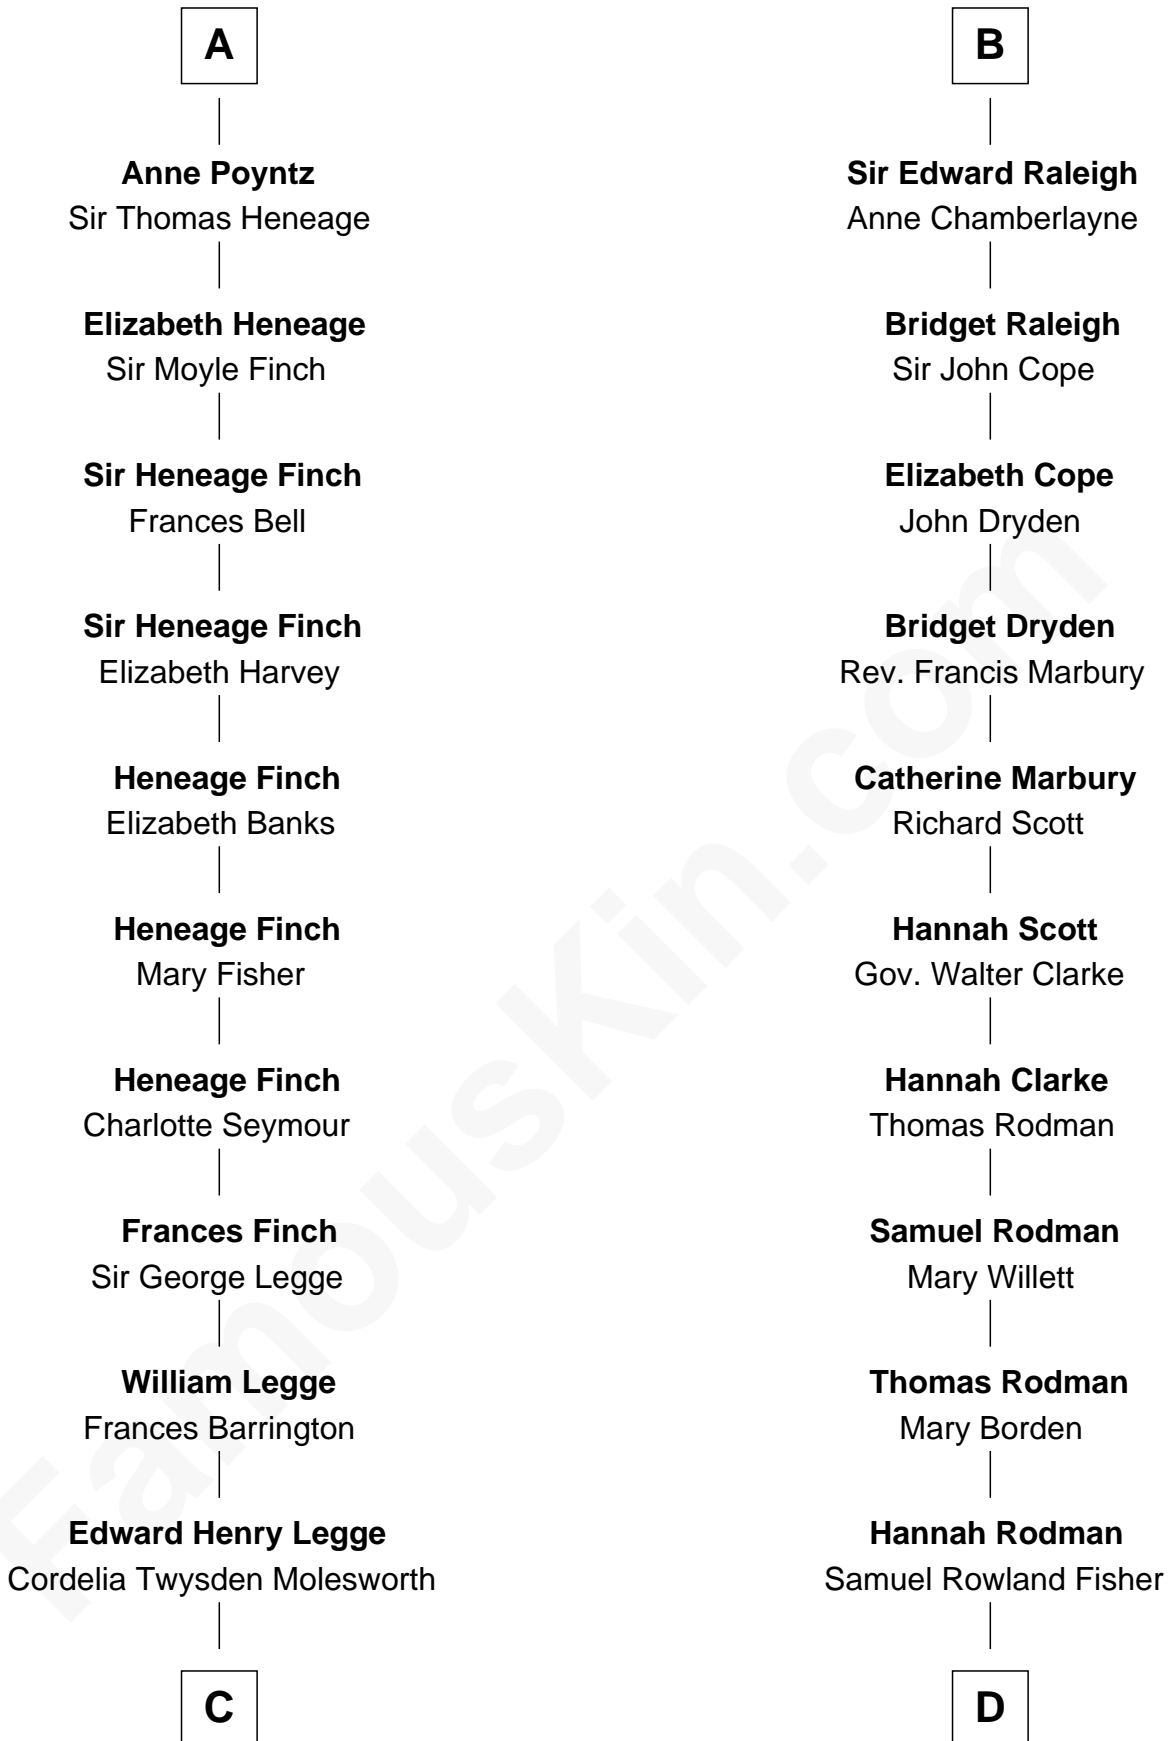 A
Anne Poyntz
Sir Thomas Heneage
Elizabeth Heneage
Sir Moyle Finch
Sir Heneage Finch
Frances Bell
Sir Heneage Finch
Elizabeth Harvey
Heneage Finch
Elizabeth Banks
Heneage Finch
Mary Fisher
Heneage Finch
Charlotte Seymour
Frances Finch
Sir George Legge
William Legge
Frances Barrington
Edward Henry Legge
Cordelia Twysden Molesworth
C
B
Sir Edward Raleigh
Anne Chamberlayne
Bridget Raleigh
Sir John Cope
Elizabeth Cope
John Dryden
Bridget Dryden
Rev. Francis Marbury
Catherine Marbury
Richard Scott
Hannah Scott
Gov. Walter Clarke
Hannah Clarke
Thomas Rodman
Samuel Rodman
Mary Willett
Thomas Rodman
Mary Borden
Hannah Rodman
Samuel Rowland Fisher
D
FamousKin.com